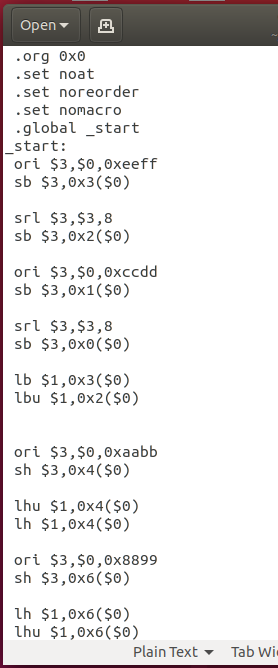 Open
.org 0x0
.set noat
.set noreorder
.set nomacro
.global _start
_start:
ori $3,$0,0xeeff
sb $3,0x3($0)
srl $3,$3,8
sb $3,0x2($0)
ori $3,$0,0xccdd
sb $3,0x1($0)
srl $3,$3,8
sb $3,0x0($0)
lb $1,0x3($0)
lbu $1,0x2($0)
ori $3,$0,0xaabb
sh $3,0x4($0)
lhu $1,0x4($0)
lh $1,0x4($0)
ori $3,$0,0x8899
sh $3,0x6($0)
lh $1,0x6($0)
lhu $1,0x6($0)
Plain Text Tab Wi